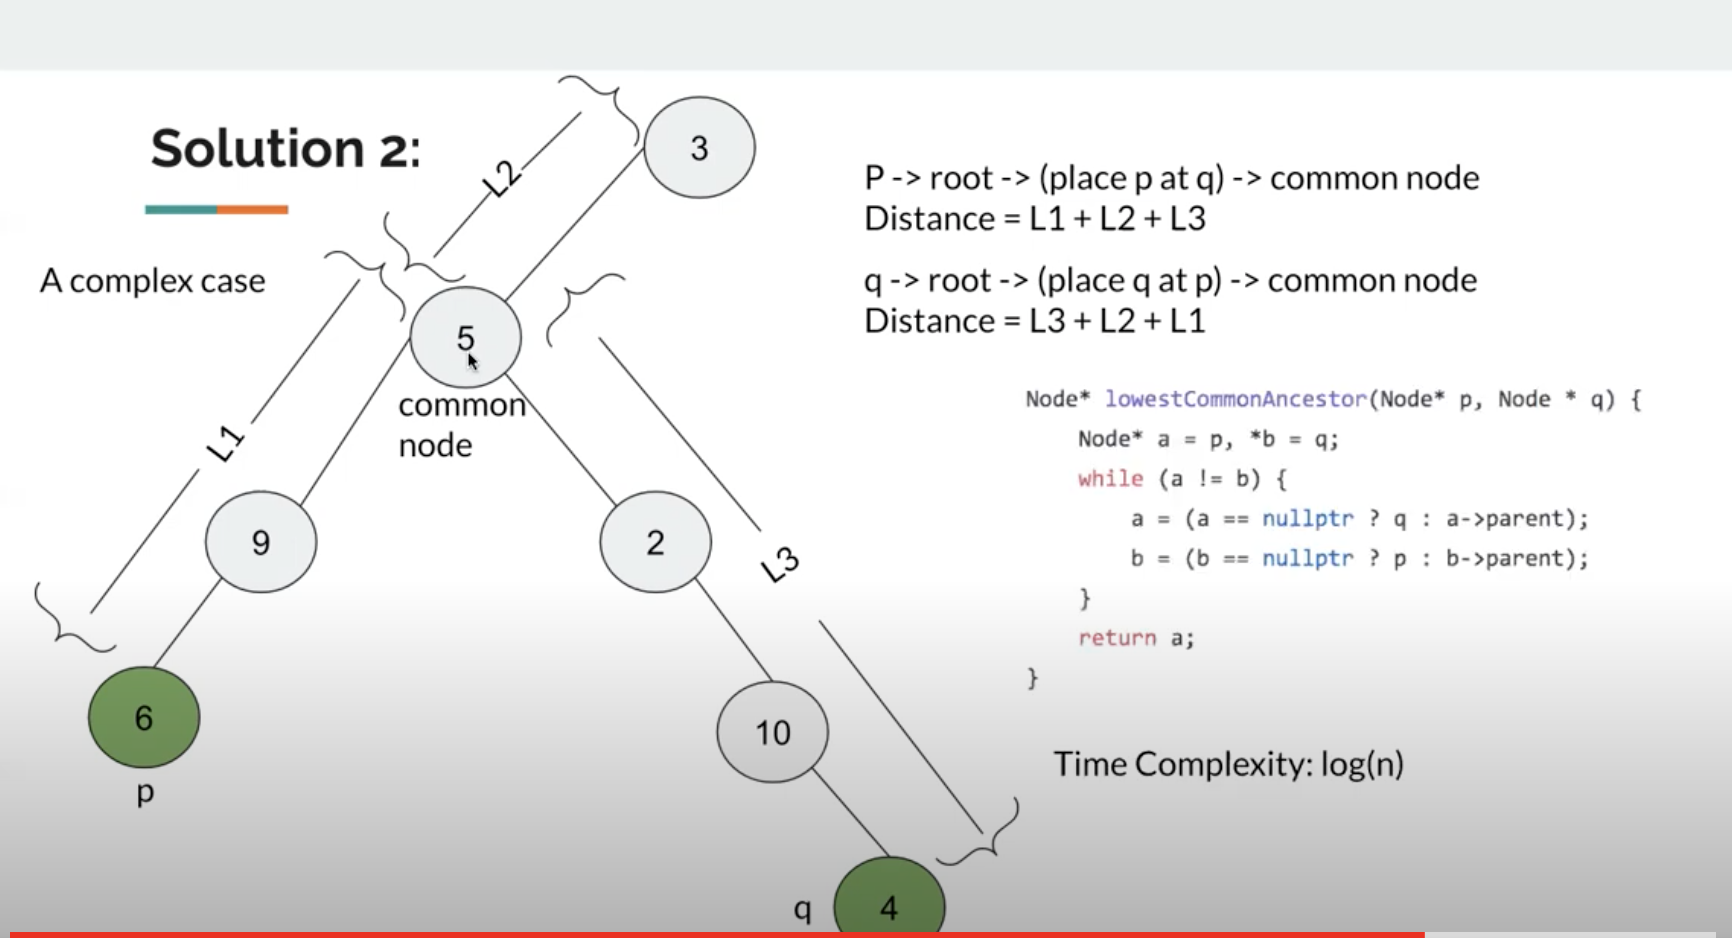 Solution 2:
A complex case
L2
3
L1
5
common
node
9
2
L3
6
p
10
q
4
P -> root -> (place p at q) -> common node
Distance = L1 + L2 + L3
q -> root -> (place q at p) -> common node
Distance = L3 + L2 + L1
Node* lowestCommonAncestor(Node* p, Node * q) {
    Node* a = p, *b = q;
    while (a != b) {
        a = (a == nullptr ? q : a->parent);
        b = (b == nullptr ? p : b->parent);
    }
    return a;
}
Time Complexity: log(n)